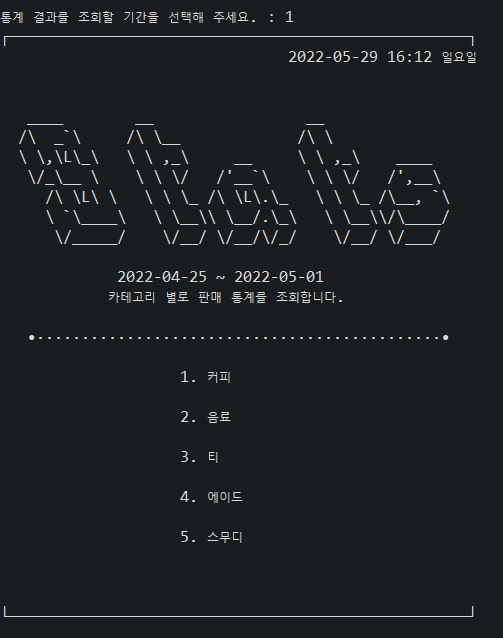 통계 결과를 조회할 기간을 선택해 주세요. : 1
2022-05-29 16:12 일요일
Stats
2022-04-25 ~ 2022-05-01
카테고리 별로 판매 통계를 조회합니다.
1. 커피
2. 음료
3. 티
4. 에이드
5. 스무디